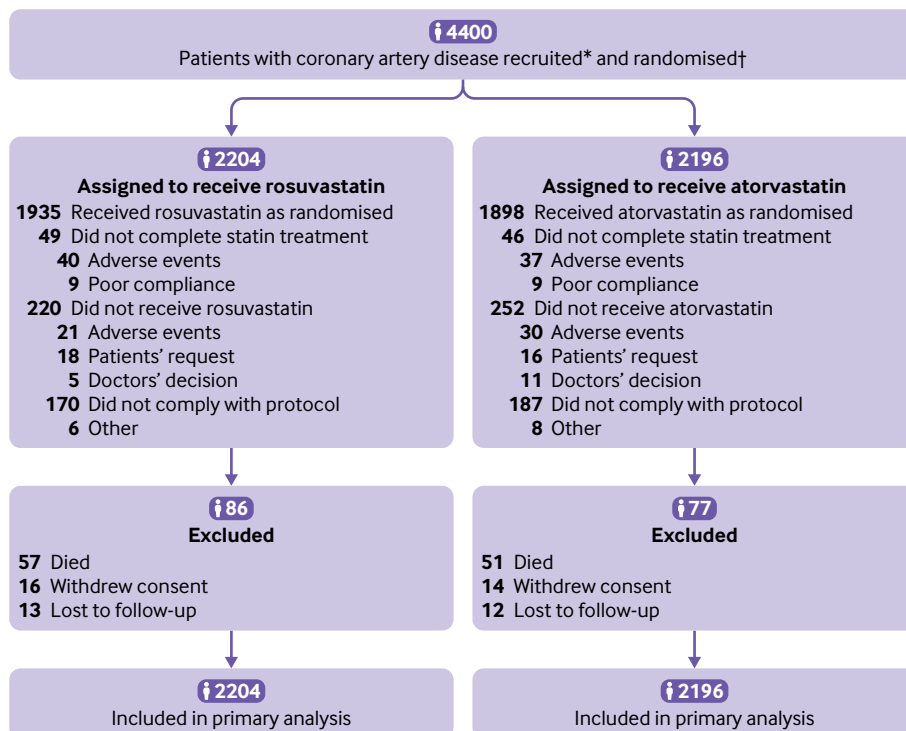 4400
Patients with coronary artery disease recruited* and randomised†
2204
Assigned to receive rosuvastatin
1935 Received rosuvastatin as randomised
49 Did not complete statin treatment
40 Adverse events
9 Poor compliance
220 Did not receive rosuvastatin
21 Adverse events
18 Patients’ request
5 Doctors’ decision
170 Did not comply with protocol
6 Other
2196
Assigned to receive atorvastatin
1898 Received atorvastatin as randomised
46 Did not complete statin treatment
37 Adverse events
9 Poor compliance
252 Did not receive atorvastatin
30 Adverse events
16 Patients’ request
11 Doctors’ decision
187 Did not comply with protocol
8 Other
86
Excluded
57 Died
16 Withdrew consent
13 Lost to follow-up
77
Excluded
51 Died
14 Withdrew consent
12 Lost to follow-up
2204
Included in primary analysis
2196
Included in primary analysis